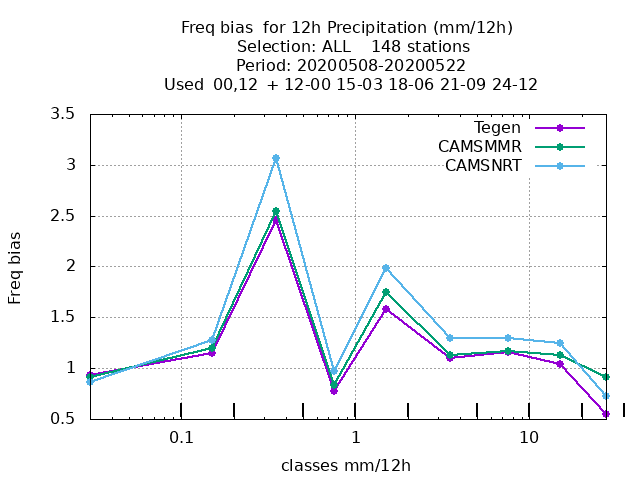 Freq bias  for 12h Precipitation (mm/12h)
Selection: ALL    148 stations
Period: 20200508-20200522
Used  00,12  + 12-00 15-03 18-06 21-09 24-12
Tegen
CAMSMMR
CAMSNRT
Freq bias
3.5
3
2.5
2
1.5
1
0.5
0.1
1
10
classes mm/12h